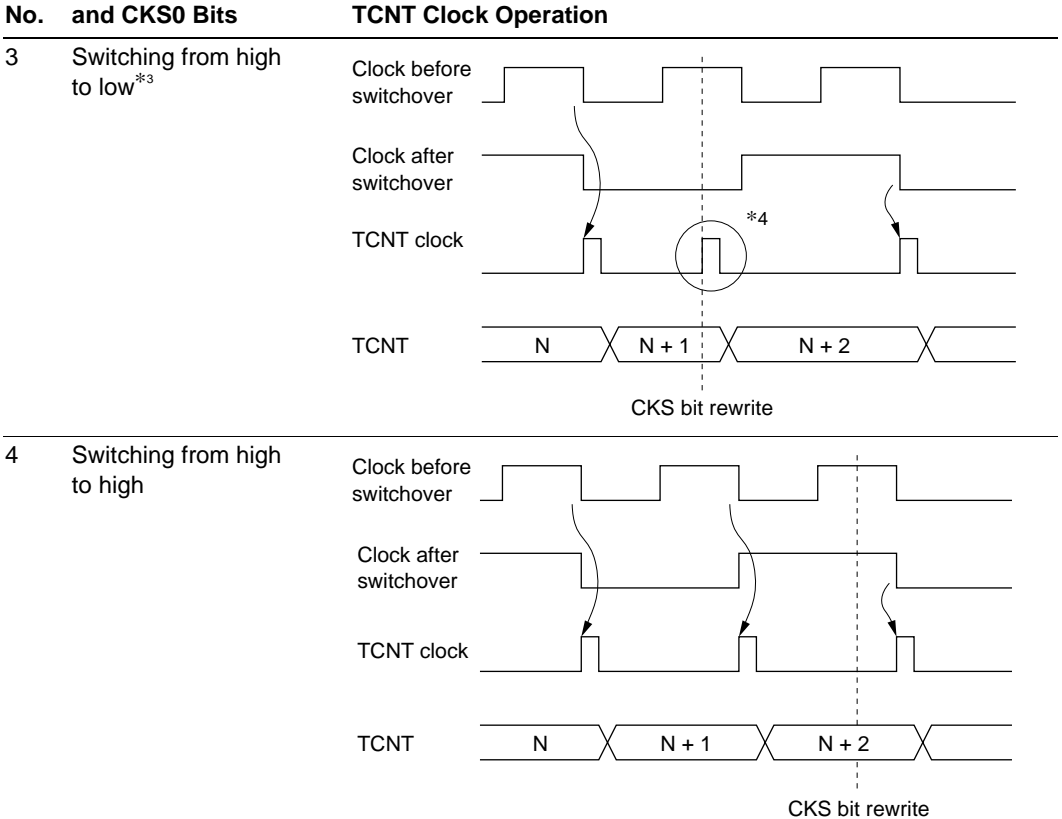 No. and CKS0 Bits TCNT Clock Operation
3 Switching from high
to low*3
Clock before
switchover
Clock after
switchover
*4
TCNT clock
TCNT N N + 1 N + 2
CKS bit rewrite
4 Switching from high
to high
Clock before
switchover
Clock after
switchover
TCNT clock
TCNT N N + 1 N + 2
CKS bit rewrite